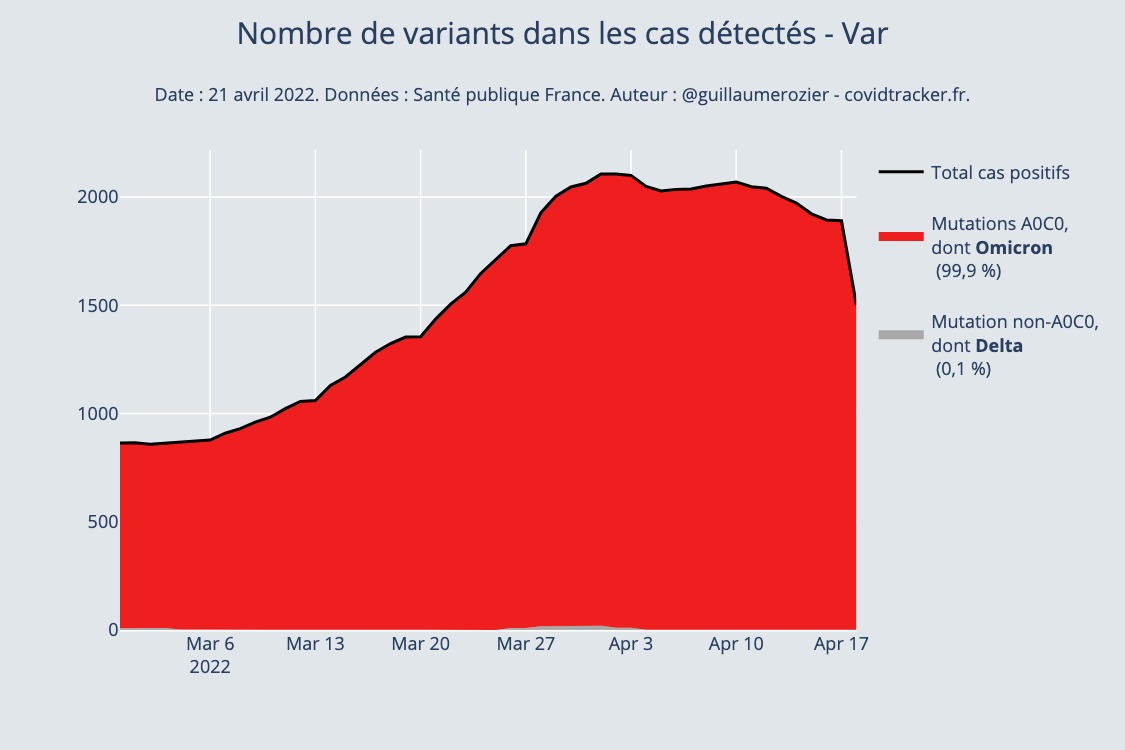 Nombre de variants dans les cas détectés - Var
Date : 21 avril 2022. Données : Santé publique France. Auteur : @guillaumerozier - covidtracker.fr.
Total cas positifs
Mutations A0C0,
dont Omicron
(99,9 %)
Mutation non-A0C0,
dont Delta
(0,1 %)
2000
1500
1000
500
0
Mar 6 Mar 13 Mar 20 Mar 27 Apr 3 Apr 10 Apr 17
2022